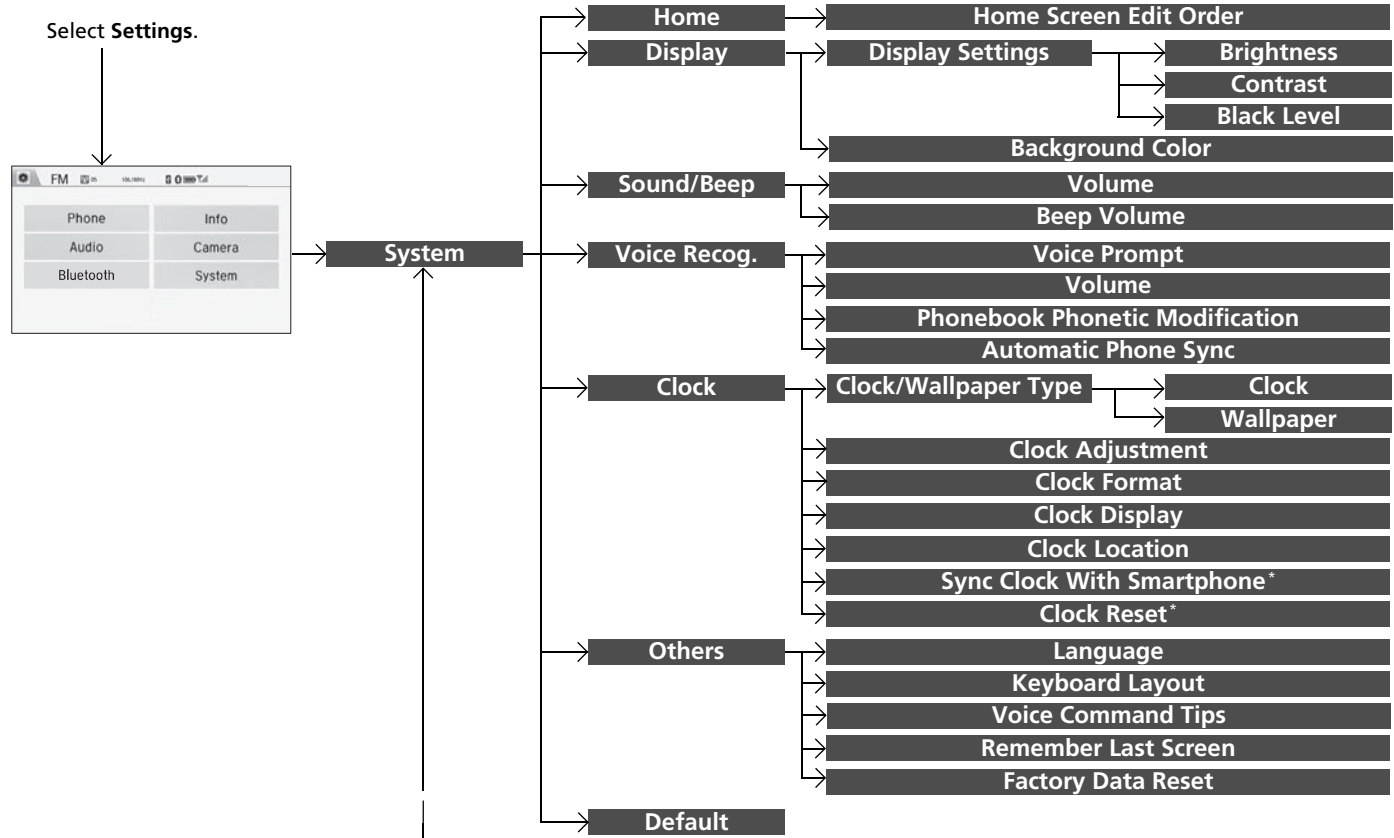 Select Settings.
FM
Phone Info
Audio Camera
Bluetooth System
System
Home Home Screen Edit Order
Display Display Settings Brightness
Contrast
Black Level
Background Color
Sound/Beep Volume
Beep Volume
Voice Recog. Voice Prompt
Volume
Phonebook Phonetic Modification
Automatic Phone Sync
Clock Clock/Wallpaper Type Clock
Wallpaper
Clock Adjustment
Clock Format
Clock Display
Clock Location
Sync Clock With Smartphone*
Clock Reset*
Others Language
Keyboard Layout
Voice Command Tips
Remember Last Screen
Factory Data Reset
Default